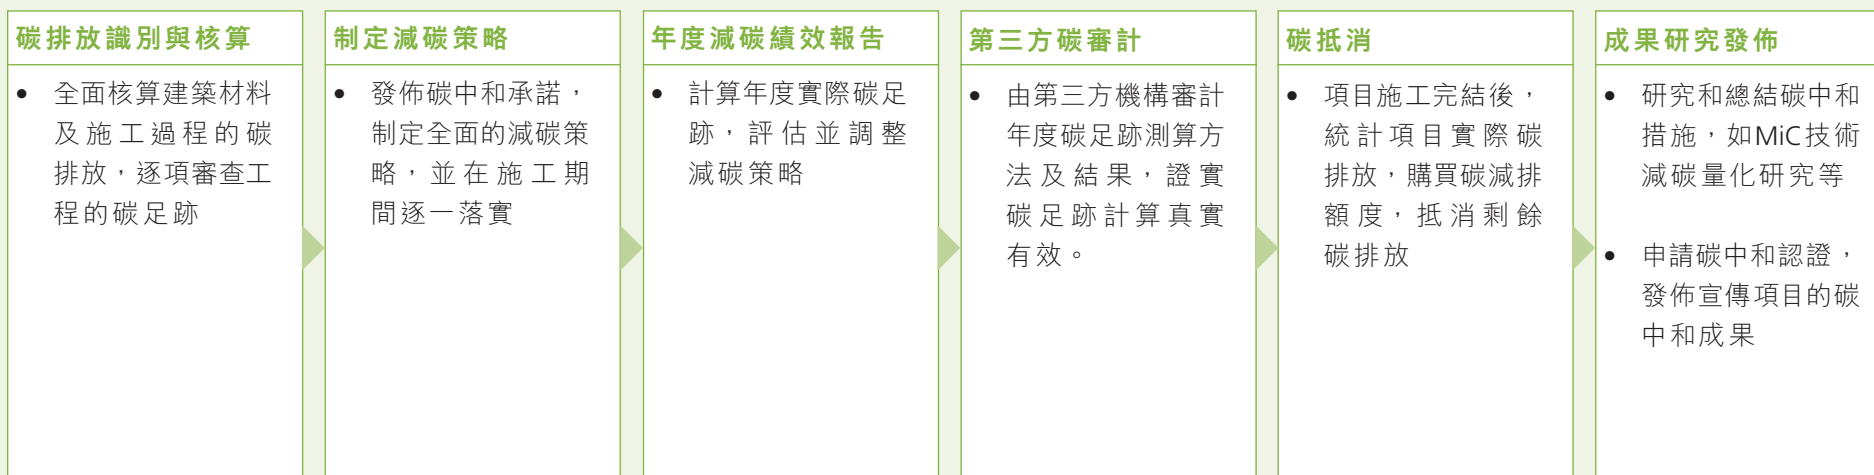 碳排放識別與核算
• 全面核算建築材料
及施工過程的碳
排放，逐項審查工
程的碳足跡
制定減碳策略
• 發佈碳中和承諾，
制定全面的減碳策
略，並在施工期
間逐一落實
年度減碳績效報告
• 計算年度實際碳足
跡，評估並調整
減碳策略
第三方碳審計
• 由第三方機構審計
年度碳足跡測算方
法及結果，證實
碳足跡計算真實
有效。
碳抵消
• 項目施工完結後，
統計項目實際碳
排放，購買碳減排
額度，抵消剩餘
碳排放
成果研究發佈
• 研究和總結碳中和
措施，如MiC技術
減碳量化研究等
• 申請碳中和認證，
發佈宣傳項目的碳
中和成果